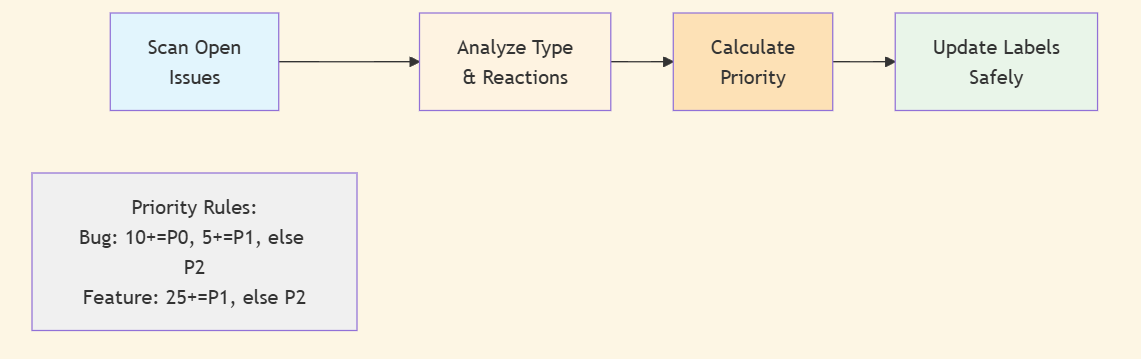 Scan Open
Issues
Analyze Type
& Reactions
Calculate
Priority
Update Labels
Safely
Priority Rules:
Bug: 10+=P0, 5+=P1, else
P2
Feature: 25+=P1, else P2